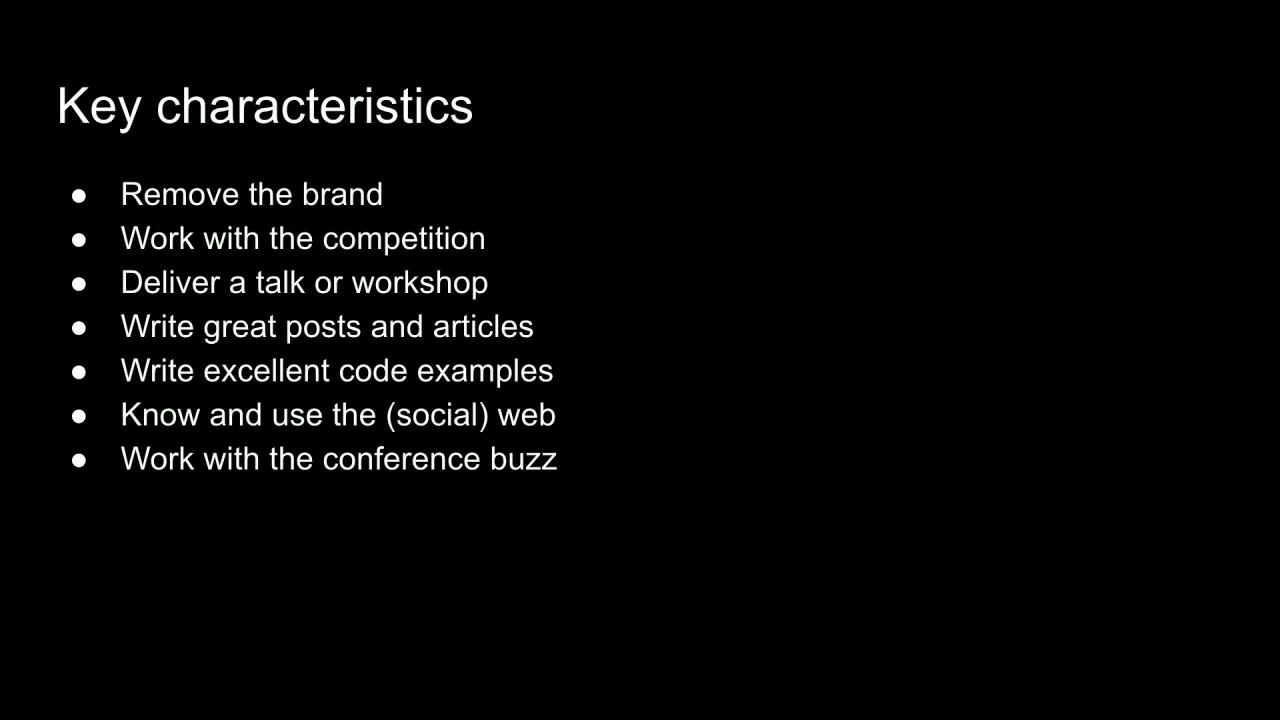 Key characteristics
● Remove the brand
● Work with the competition
● Deliver a talk or workshop
● Write great posts and articles
● Write excellent code examples
● Know and use the (social) web
● Work with the conference buzz